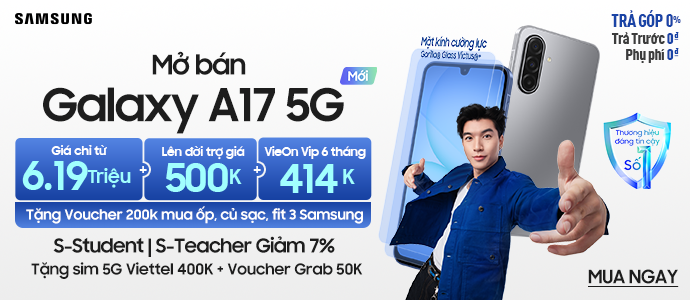 SAMSUNG
Mở bán
Galaxy A17 5G
Mới
Giá chỉ từ
6.19 Triệu
+
Lên đời trợ giá
500K
+
VieOn Vip 6 tháng
414 K
Tặng Voucher 200k mua ốp, củ sạc, fit 3 Samsung
S-Student | S-Teacher Giảm 7%
Tặng sim 5G Viettel 400K + Voucher Grab 50K
Mặt kính cường lực
Gorilla Glass Victus+
TRẢ GÓP 0%
Trả Trước 0đ
Phụ phí 0đ
Thương hiệu
đáng tin cậy
Số 1
MUA NGAY